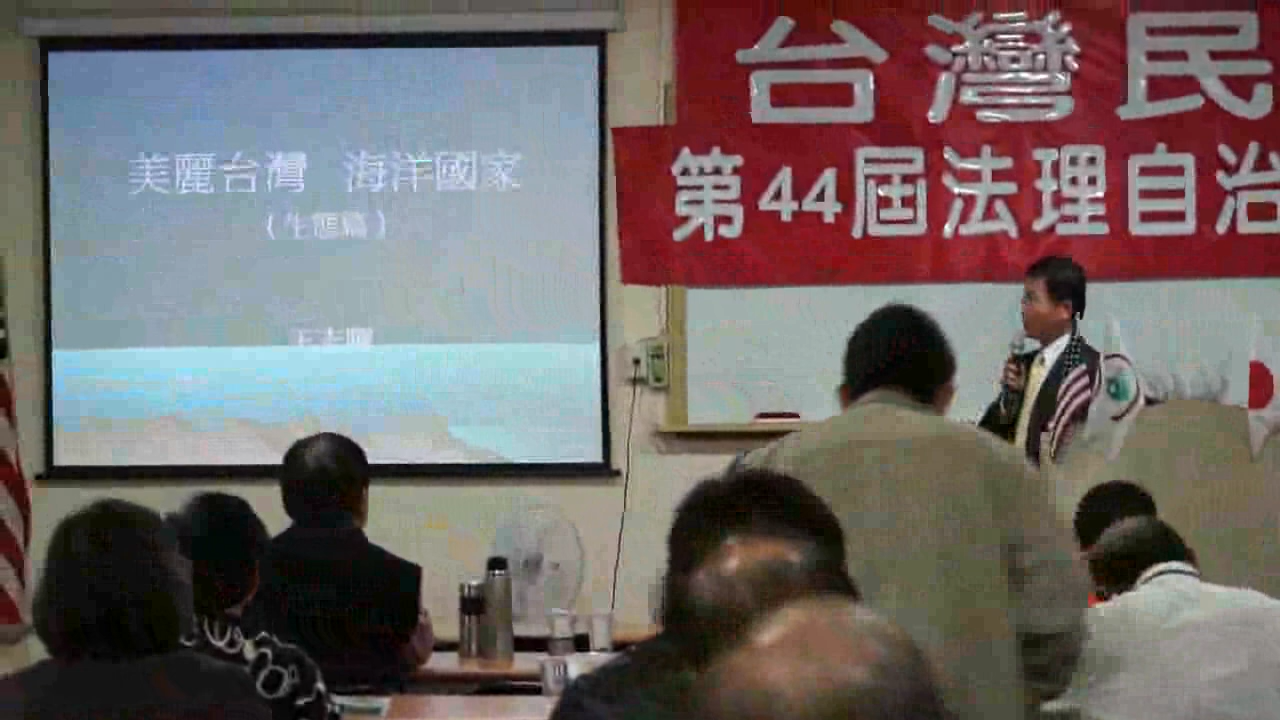 美麗台灣 海洋國家
(生態篇)
台灣民
第44屆法理自治